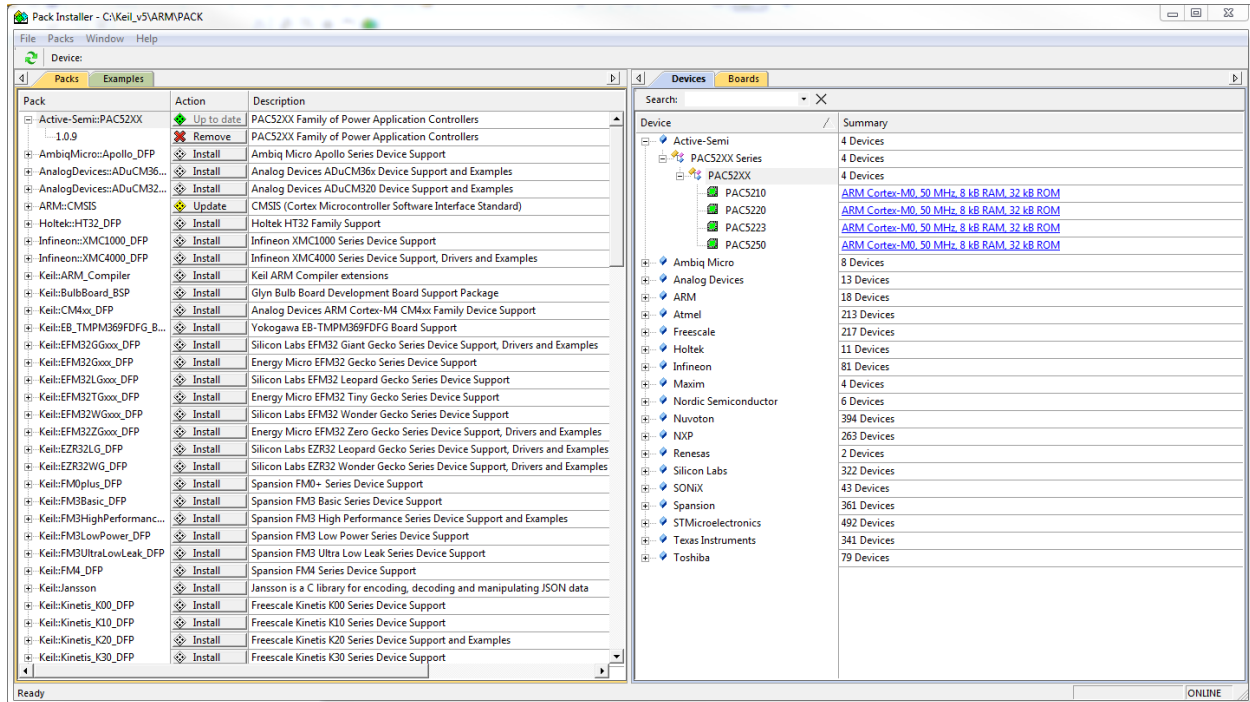 Pack Installer - C:\Keil_v5\ARM\PACK
File Packs Window Help
Device:
Packs Examples
Pack Action Description
Active-Semi::PAC52XX Up to date PAC52XX Family of Power Application Controllers
1.0.9 Remove PAC52XX Family of Power Application Controllers
AmbiqMicro::Apollo_DFP Install Ambiq Micro Apollo Series Device Support
AnalogDevices::ADuCM36... Install Analog Devices ADuCM36x Device Support and Examples
AnalogDevices::ADuCM32... Install Analog Devices ADuCM320 Device Support and Examples
ARM::CMSIS Update CMSIS (Cortex Microcontroller Software Interface Standard)
Holtek::HT32_DFP Install Holtek HT32 Family Support
Infineon::XMC1000_DFP Install Infineon XMC1000 Series Device Support
Infineon::XMC4000_DFP Install Infineon XMC4000 Series Device Support, Drivers and Examples
Keil::ARM_Compiler Install Keil ARM Compiler extensions
Keil::BulbBoard_BSP Install Glyn Bulb Board Development Board Support Package
Keil::CM4xx_DFP Install Analog Devices ARM Cortex-M4 CM4xx Family Device Support
Keil::EB_TMPM369FDFG_B... Install Yokogawa EB-TMPM369FDFG Board Support
Keil::EFM32GGxxx_DFP Install Silicon Labs EFM32 Giant Gecko Series Device Support, Drivers and Examples
Keil::EFM32Gxxx_DFP Install Energy Micro EFM32 Gecko Series Device Support
Keil::EFM32LGxxx_DFP Install Silicon Labs EFM32 Leopard Gecko Series Device Support
Keil::EFM32TGxxx_DFP Install Energy Micro EFM32 Tiny Gecko Series Device Support
Keil::EFM32WGxxx_DFP Install Silicon Labs EFM32 Wonder Gecko Series Device Support
Keil::EFM32ZGxxx_DFP Install Energy Micro EFM32 Zero Gecko Series Device Support, Drivers and Examples
Keil::EZR32LG_DFP Install Silicon Labs EZR32 Leopard Gecko Series Device Support, Drivers and Examples
Keil::EZR32WG_DFP Install Silicon Labs EZR32 Wonder Gecko Series Device Support, Drivers and Examples
Keil::FM0plus_DFP Install Spansion FM0+ Series Device Support
Keil::FM3Basic_DFP Install Spansion FM3 Basic Series Device Support
Keil::FM3HighPerformanc... Install Spansion FM3 High Performance Series Device Support and Examples
Keil::FM3LowPower_DFP Install Spansion FM3 Low Power Series Device Support
Keil::FM3UltraLowLeak_DFP Install Spansion FM3 Ultra Low Leak Series Device Support
Keil::FM4_DFP Install Spansion FM4 Series Device Support
Keil::Jansson Install Jansson is a C library for encoding, decoding and manipulating JSON data
Keil::Kinetis_K00_DFP Install Freescale Kinetis K00 Series Device Support
Keil::Kinetis_K10_DFP Install Freescale Kinetis K10 Series Device Support
Keil::Kinetis_K20_DFP Install Freescale Kinetis K20 Series Device Support and Examples
Keil::Kinetis_K30_DFP Install Freescale Kinetis K30 Series Device Support
Devices Boards
Search:
Device Summary
Active-Semi 4 Devices
PAC52XX Series 4 Devices
PAC52XX 4 Devices
PAC5210 ARM Cortex-M0, 50 MHz, 8 kB RAM, 32 kB ROM
PAC5220 ARM Cortex-M0, 50 MHz, 8 kB RAM, 32 kB ROM
PAC5223 ARM Cortex-M0, 50 MHz, 8 kB RAM, 32 kB ROM
PAC5250 ARM Cortex-M0, 50 MHz, 8 kB RAM, 32 kB ROM
Ambiq Micro 8 Devices
Analog Devices 13 Devices
ARM 18 Devices
Atmel 213 Devices
Freescale 217 Devices
Holtek 11 Devices
Infineon 81 Devices
Maxim 4 Devices
Nordic Semiconductor 6 Devices
Nuvoton 394 Devices
NXP 263 Devices
Renesas 2 Devices
Silicon Labs 322 Devices
SONiX 43 Devices
Spansion 361 Devices
STMicroelectronics 492 Devices
Texas Instruments 341 Devices
Toshiba 79 Devices
Ready ONLINE